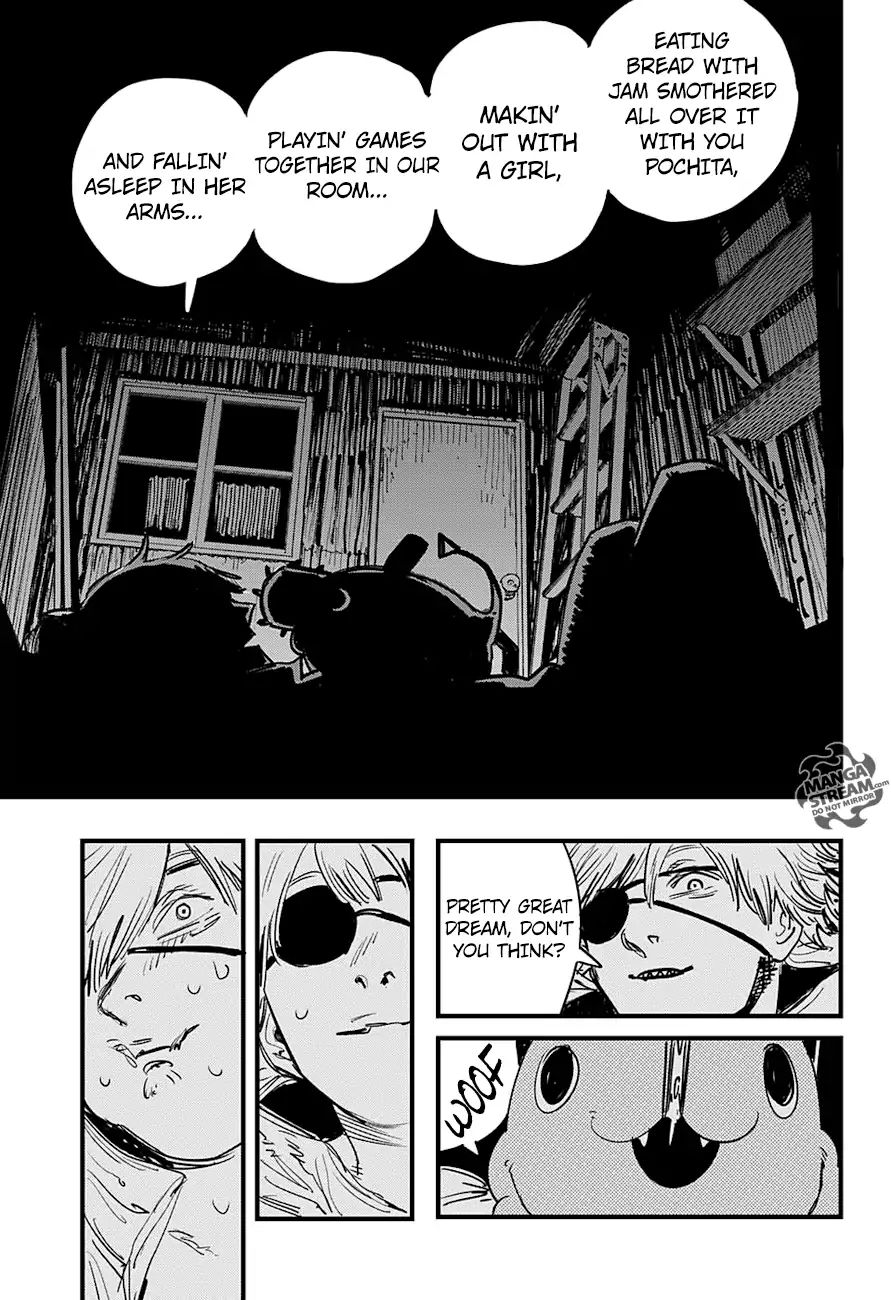 EATING
BREAD WITH
JAM SMOTHERED
ALL OVER IT
WITH YOU
POCHITA,
MAKIN'
OUT WITH
A GIRL,
PLAYIN' GAMES
TOGETHER IN OUR
ROOM...
AND FALLIN'
ASLEEP IN HER
ARMS...
MANGA
STREAM.com
DO NOT MIRROR
PRETTY GREAT
DREAM, DON'T
YOU THINK?
WOOF